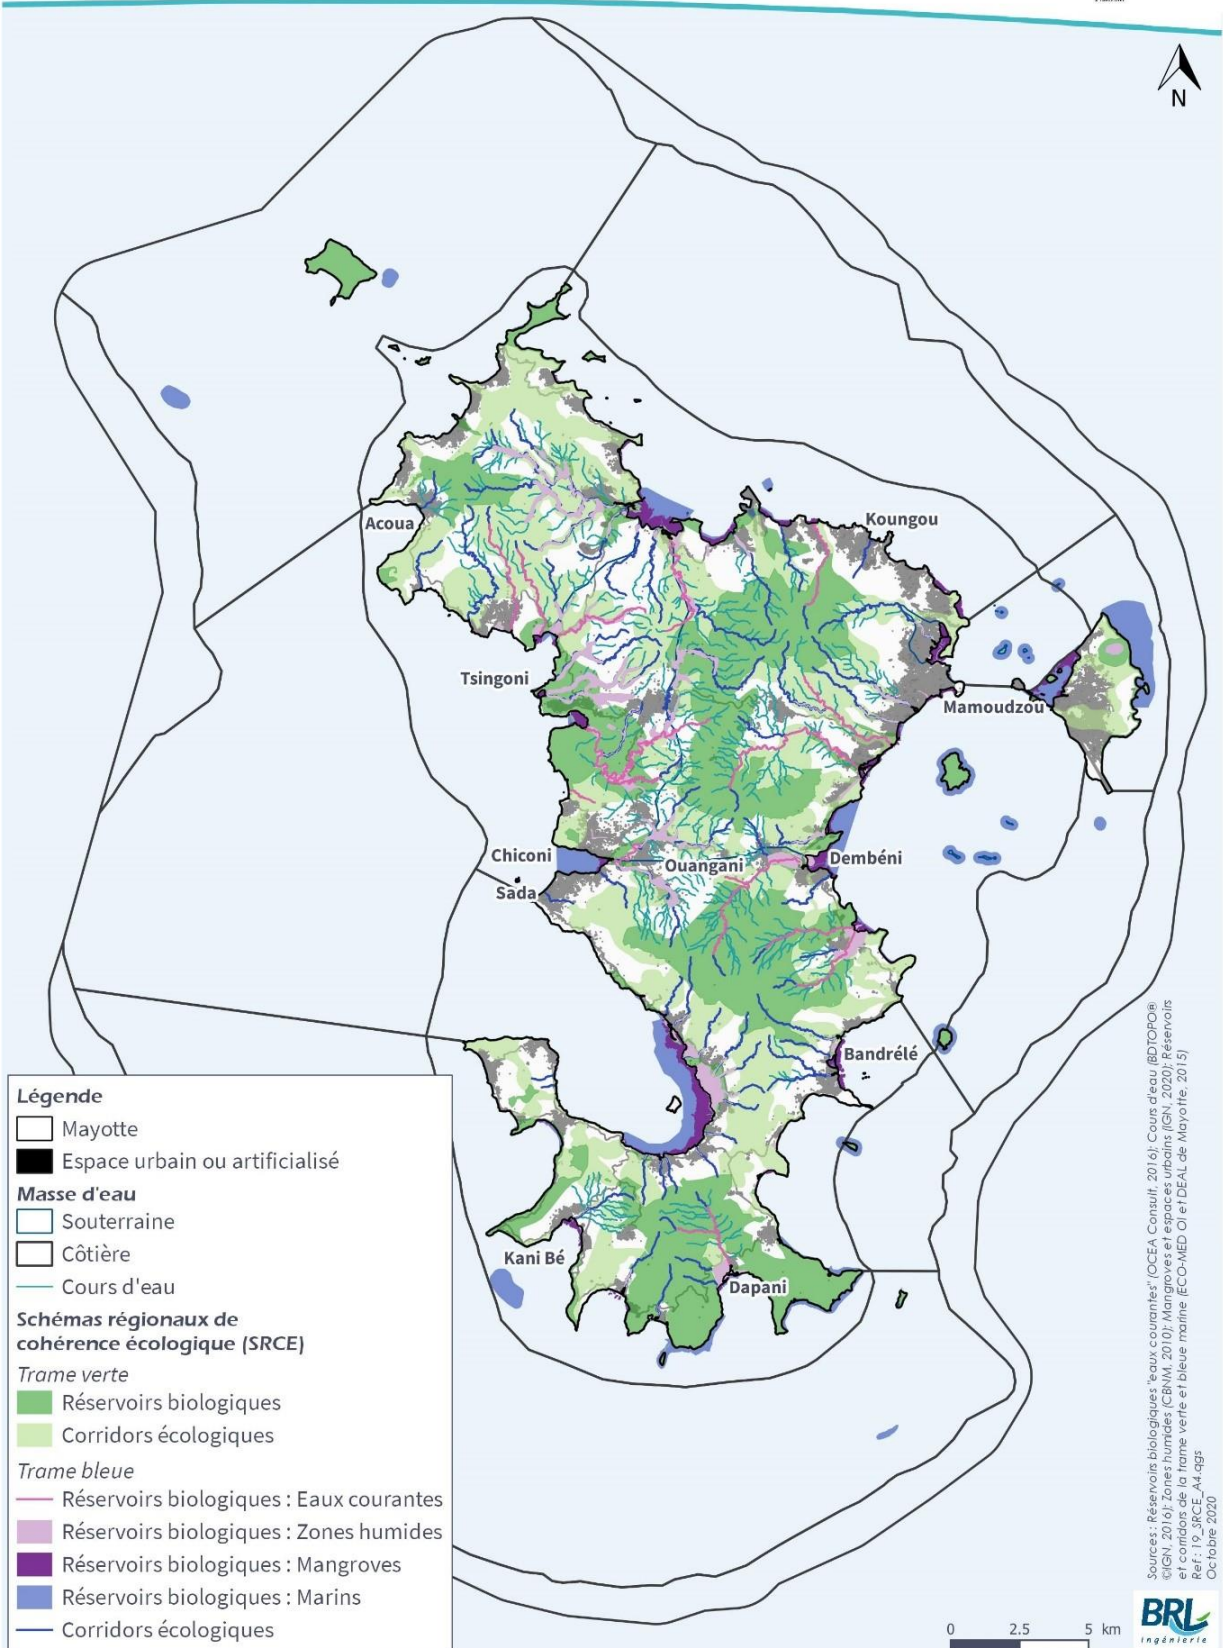 N
Acoua
Koungou
Tsingoni
Mamoudzou
Chiconi
Ouangani
Dembéni
Sada
Bandrélé
Kani Bé
Dapani
Légende
Mayotte
Espace urbain ou artificialisé
Masse d'eau
Souterraine
Côtière
Cours d'eau
Schémas régionaux de
cohérence écologique (SRCE)
Trame verte
Réservoirs biologiques
Corridors écologiques
Trame bleue
Réservoirs biologiques : Eaux courantes
Réservoirs biologiques : Zones humides
Réservoirs biologiques : Mangroves
Réservoirs biologiques : Marins
Corridors écologiques
Sources : Réservoirs biologiques "eaux courantes" (OCEA Consult, 2016); Cours d'eau (BDTOPO®
©IGN, 2016); Zones humides (CBNM, 2010); Mangroves et espaces urbains (IGN, 2020); Réservoirs
et corridors de la trame verte et bleue marine (ECO-MED OI et DEAL de Mayotte, 2015)
Ref : 19_SRCE_A4.qgs
Octobre 2020
0 2.5 5 km
BRL
Ingénierie